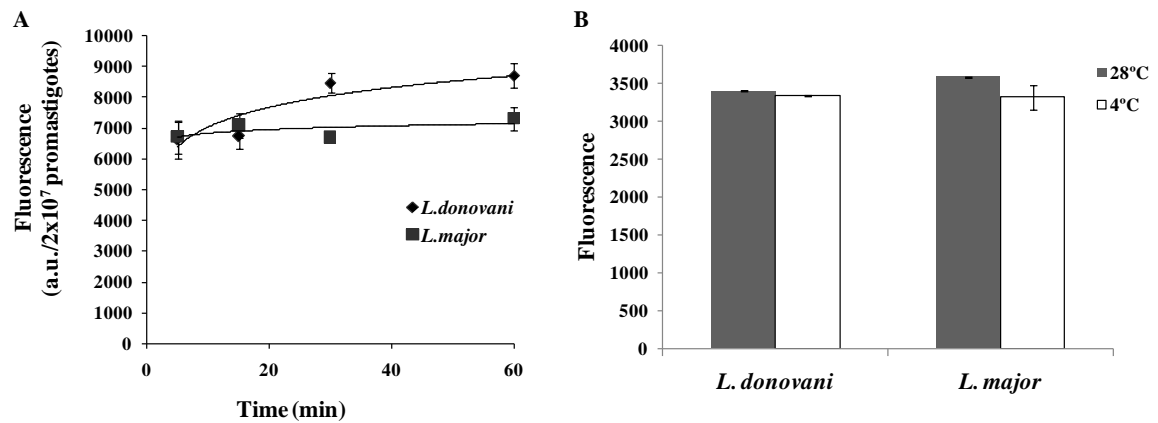 A
Fluorescence
(a.u./2x10⁷ promastigotes)
10000
9000
8000
7000
6000
5000
4000
3000
2000
1000
0
L.donovani
L.major
0
20
40
60
Time (min)
B
Fluorescence
4000
3500
3000
2500
2000
1500
1000
500
0
28ºC
4ºC
L. donovani
L. major